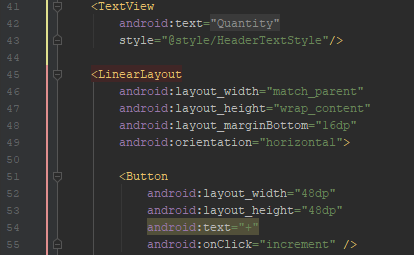 41 <TextView
42 android:text="Quantity"
43 style="@style/HeaderTextStyle"/>
44
45 <LinearLayout
46 android:layout_width="match_parent"
47 android:layout_height="wrap_content"
48 android:layout_marginBottom="16dp"
49 android:orientation="horizontal">
50
51 <Button
52 android:layout_width="48dp"
53 android:layout_height="48dp"
54 android:text="+"
55 android:onClick="increment" />